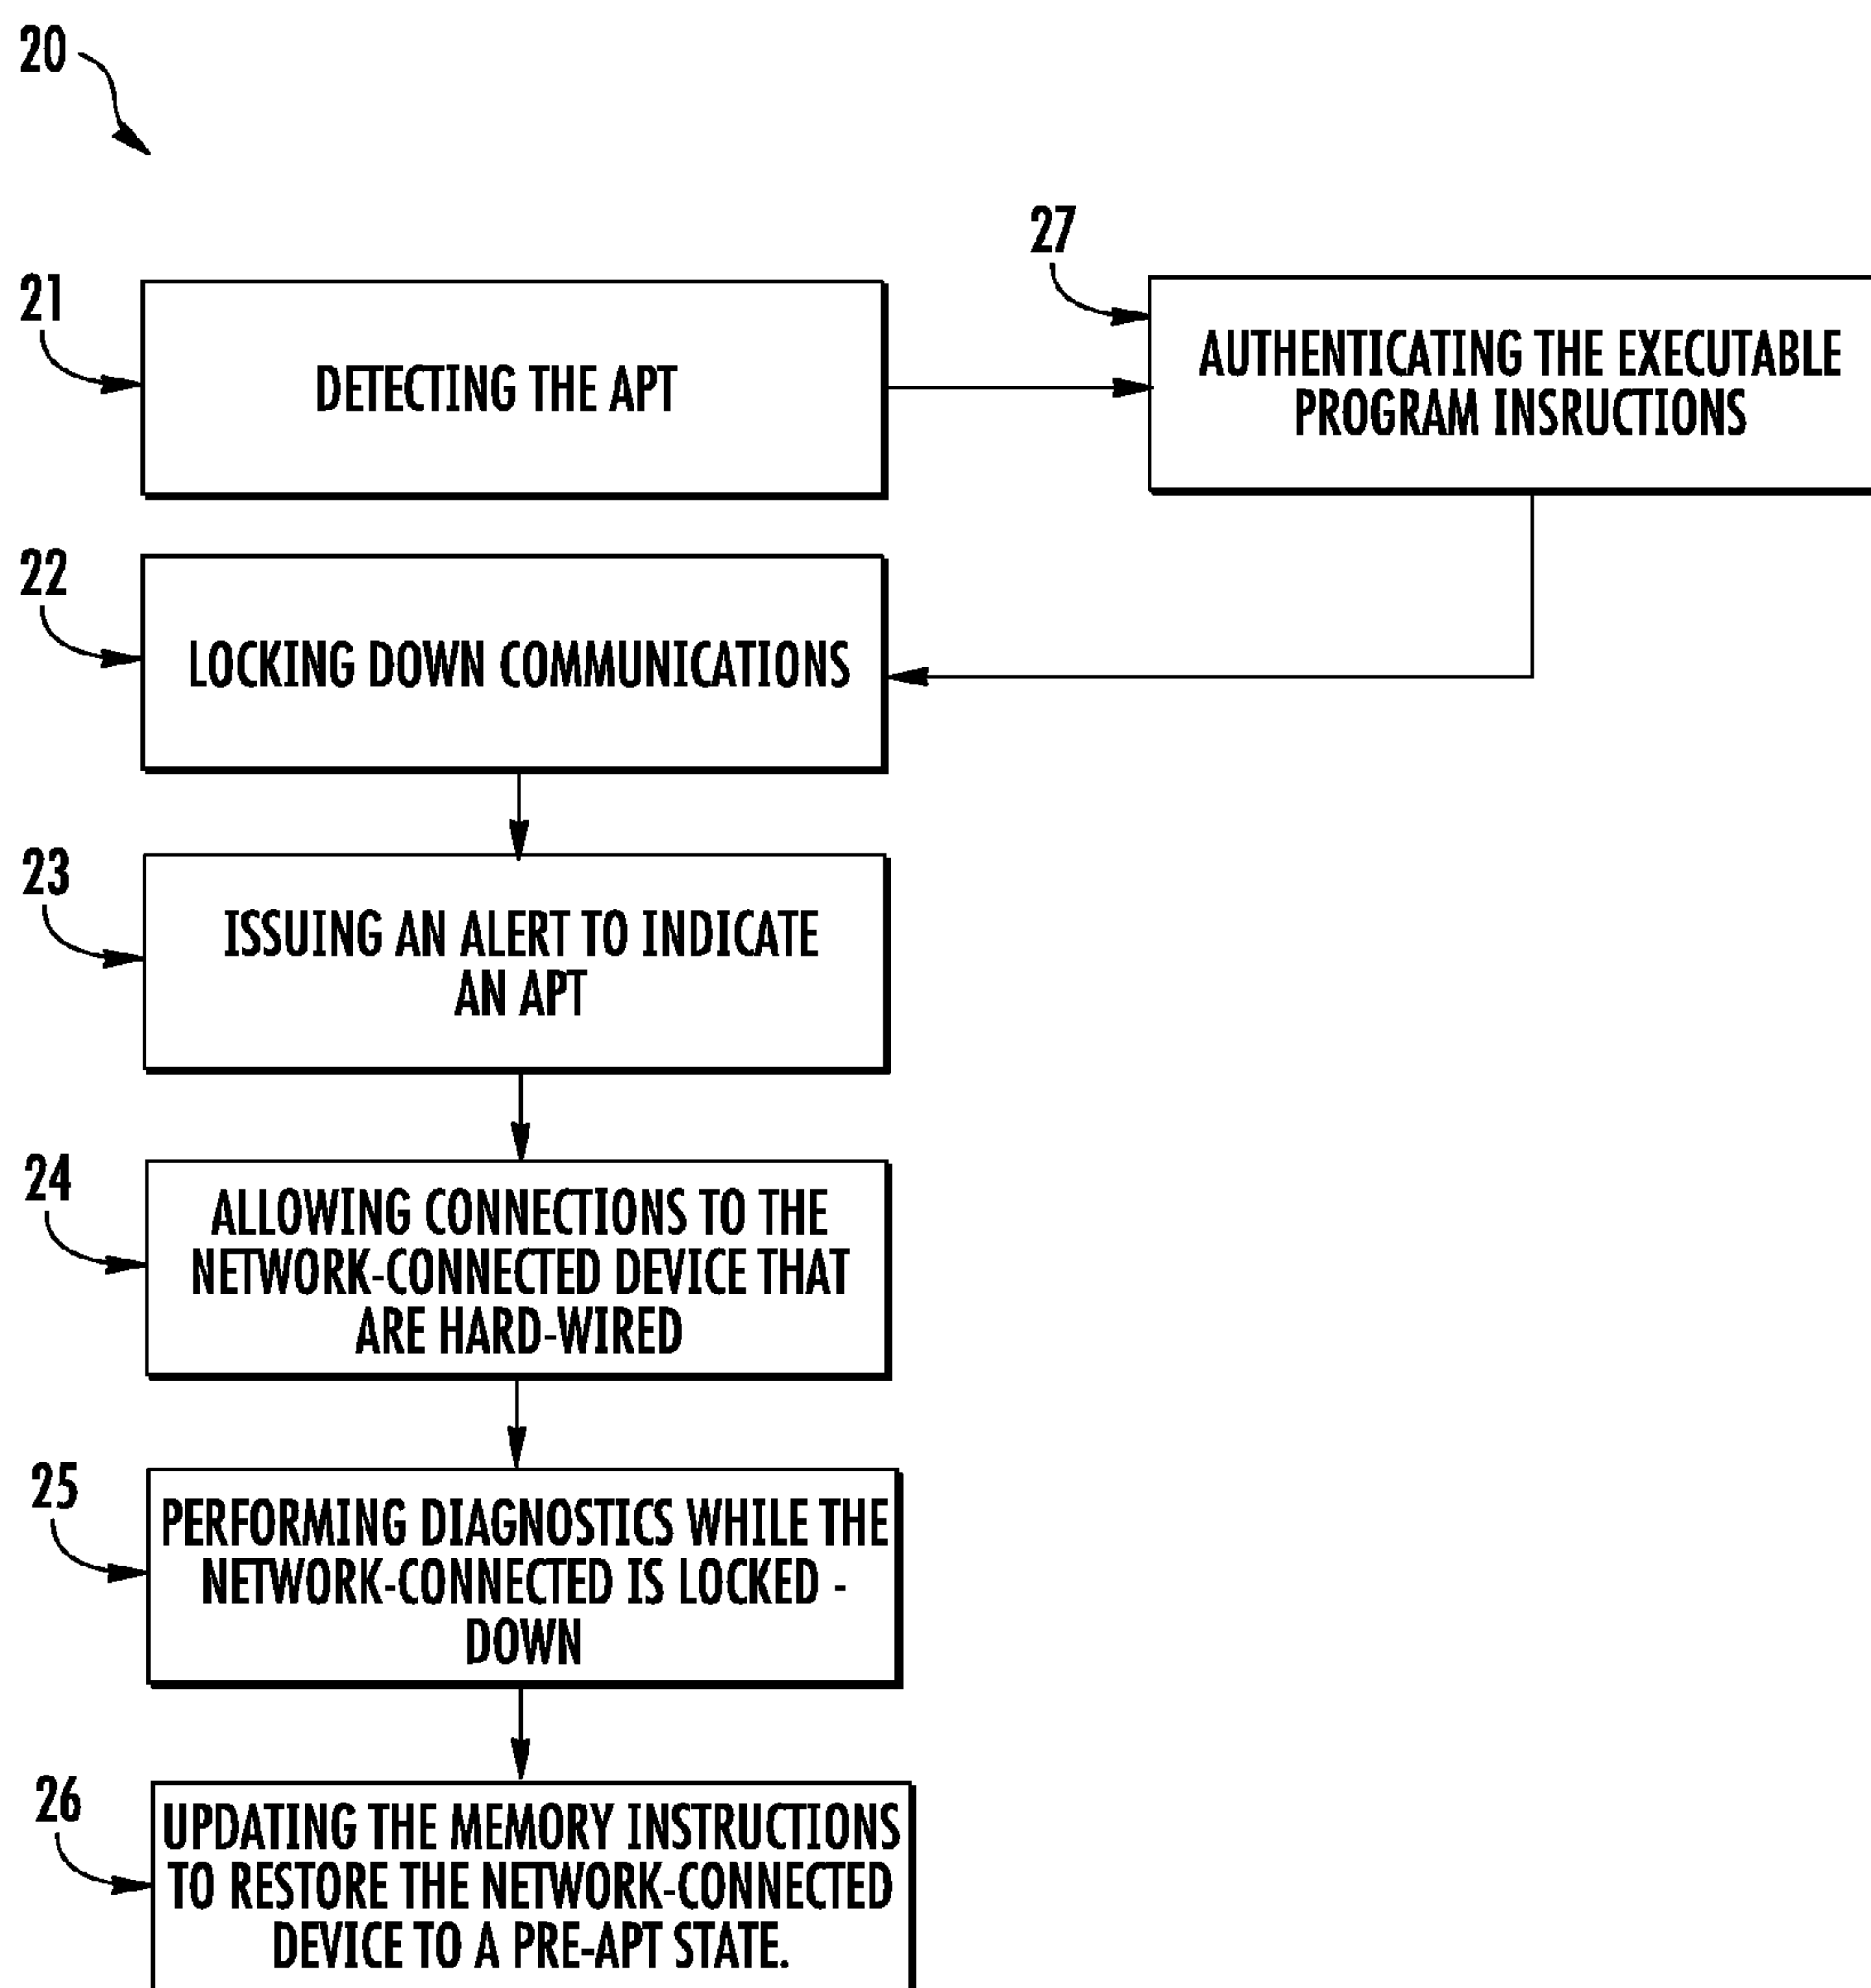 20
21
DETECTING THE APT
27
AUTHENTICATING THE EXECUTABLE
PROGRAM INSRUCTIONS
22
LOCKING DOWN COMMUNICATIONS
23
ISSUING AN ALERT TO INDICATE
AN APT
24
ALLOWING CONNECTIONS TO THE
NETWORK-CONNECTED DEVICE THAT
ARE HARD-WIRED
25
PERFORMING DIAGNOSTICS WHILE THE
NETWORK-CONNECTED IS LOCKED -
DOWN
26
UPDATING THE MEMORY INSTRUCTIONS
TO RESTORE THE NETWORK-CONNECTED
DEVICE TO A PRE-APT STATE.